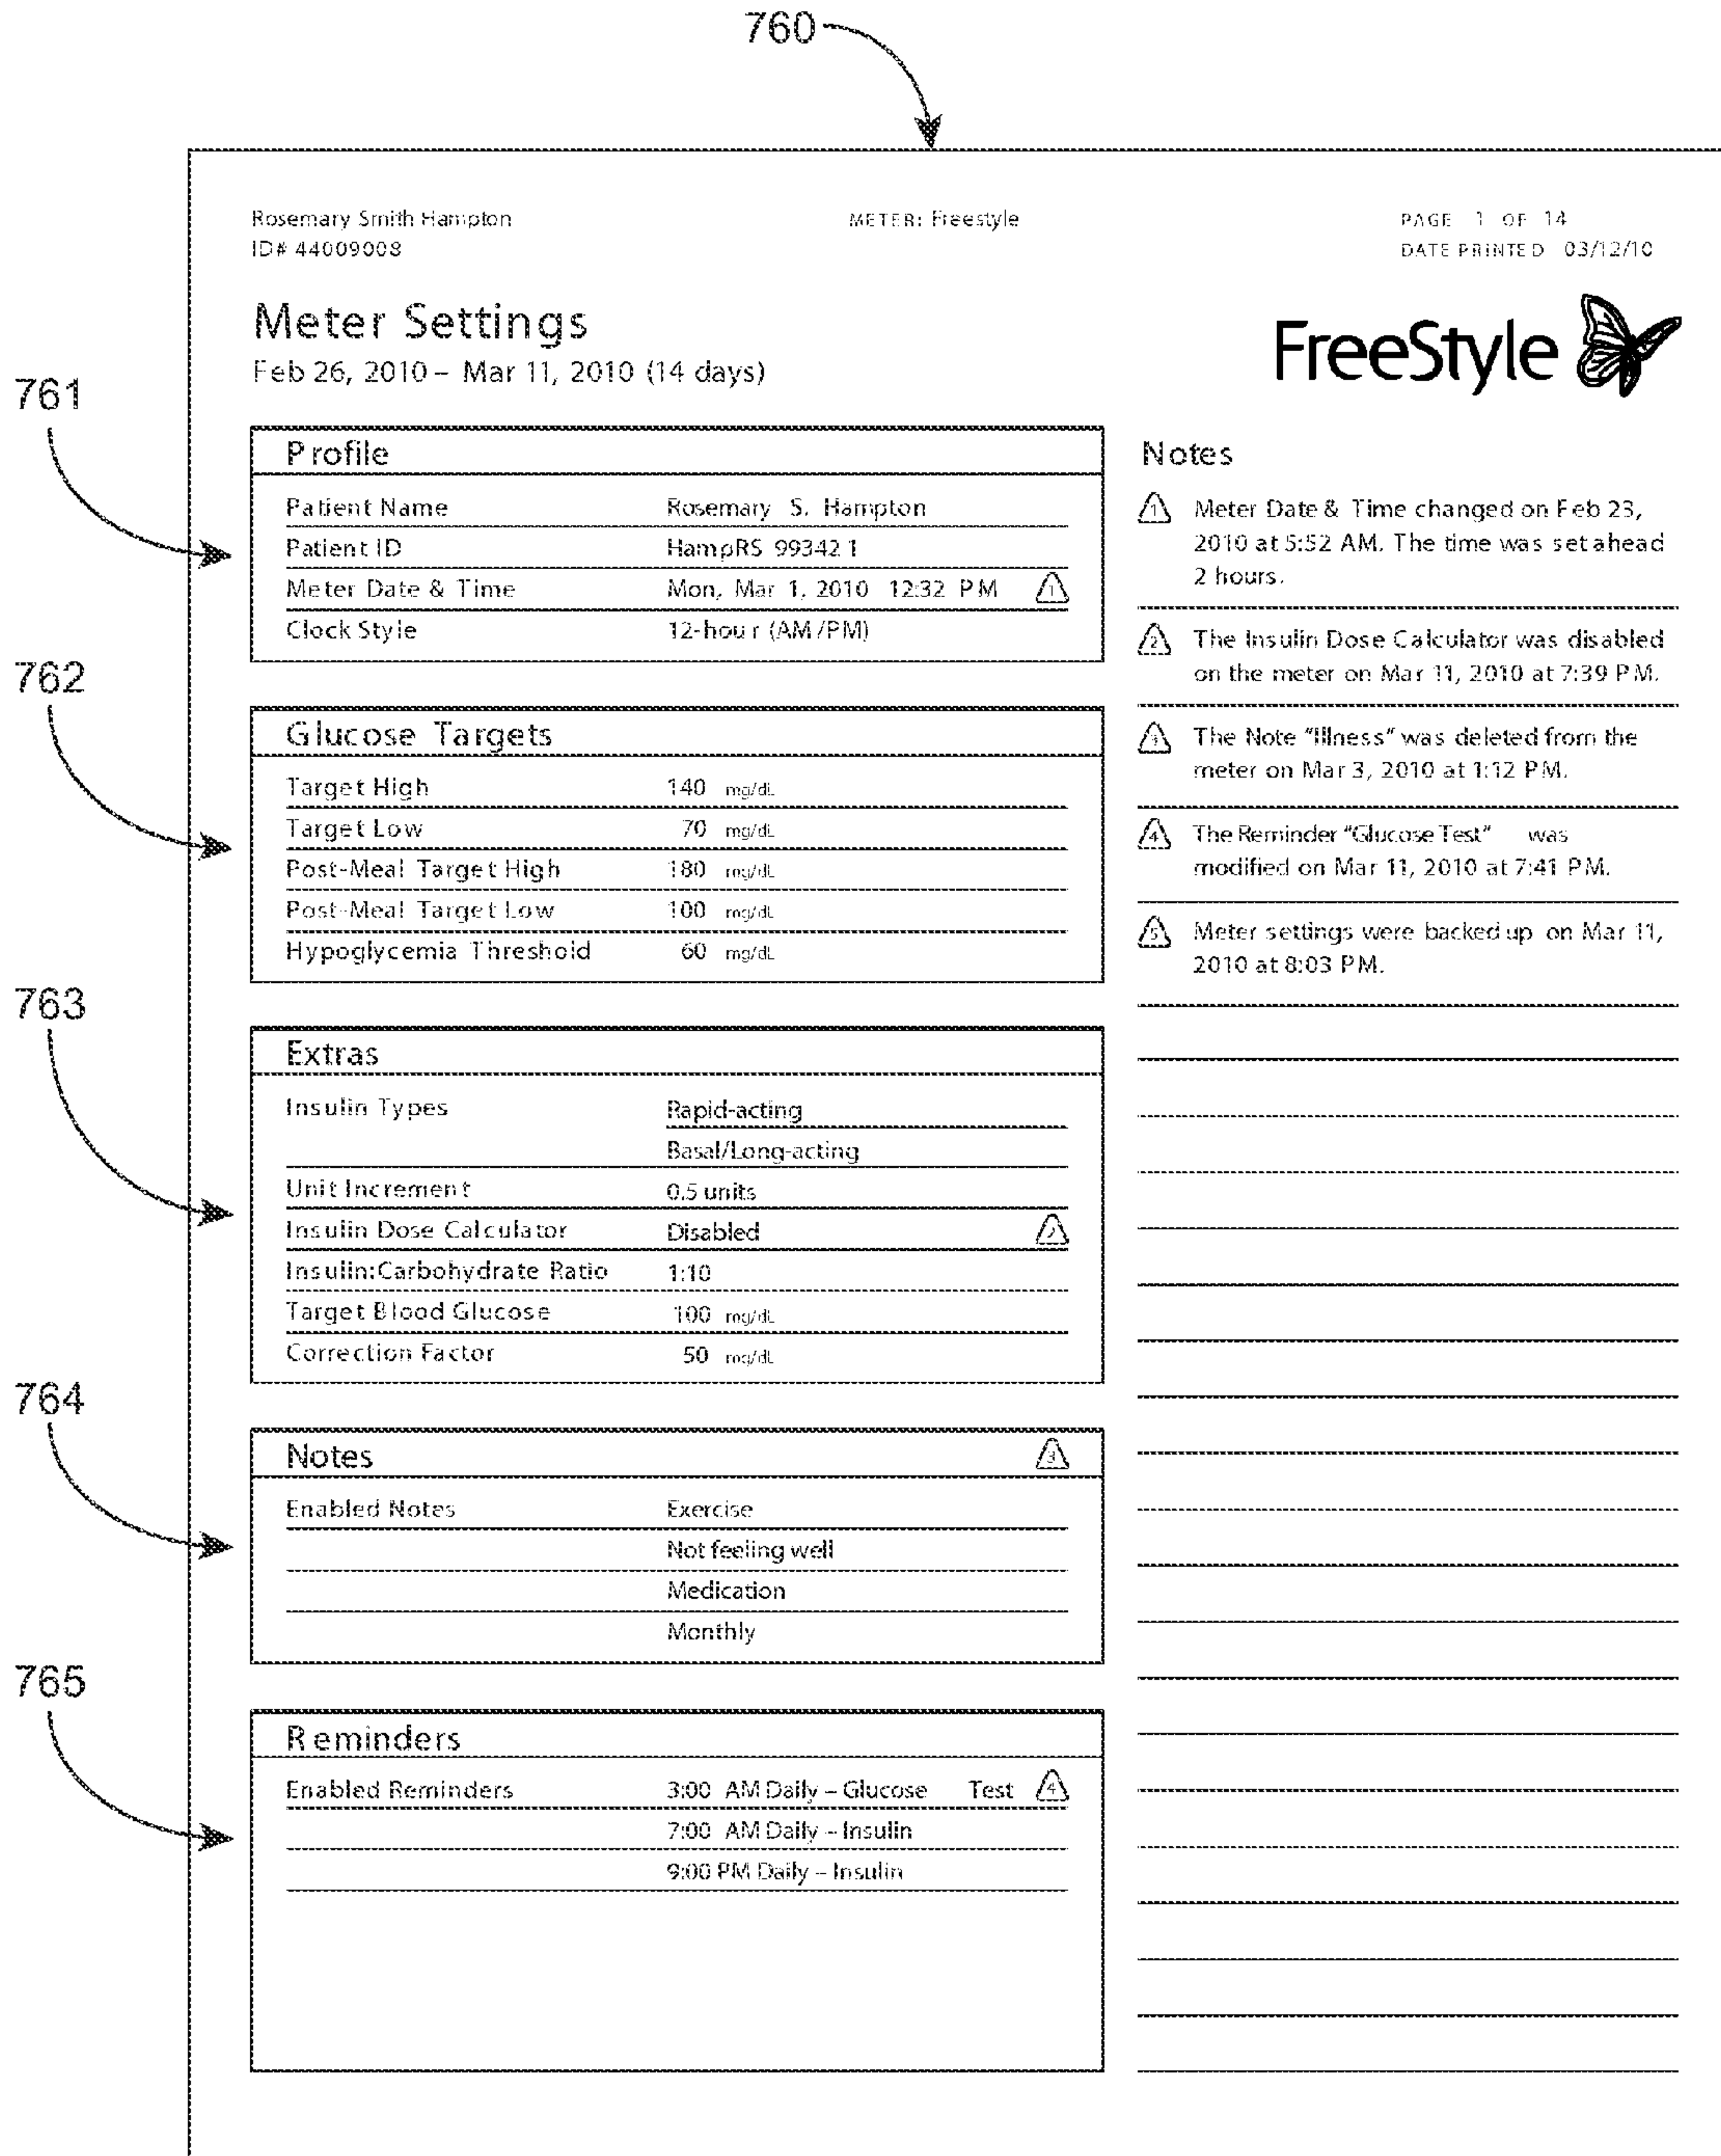 760
Rosemary Smith Hampton
ID# 44009008
METER: Freestyle
PAGE 1 OF 14
DATE PRINTED 03/12/10
Meter Settings
Feb 26, 2010 – Mar 11, 2010 (14 days)
FreeStyle
761
Profile
Patient Name Rosemary S. Hampton
Patient ID HampRS 993421
Meter Date & Time Mon, Mar 1, 2010 12:32 PM 1
Clock Style 12-hour (AM/PM)
762
Glucose Targets
Target High 140 mg/dL
Target Low 70 mg/dL
Post-Meal Target High 180 mg/dL
Post-Meal Target Low 100 mg/dL
Hypoglycemia Threshold 60 mg/dL
763
Extras
Insulin Types Rapid-acting
Basal/Long-acting
Unit Increment 0.5 units
Insulin Dose Calculator Disabled 2
Insulin:Carbohydrate Ratio 1:10
Target Blood Glucose 100 mg/dL
Correction Factor 50 mg/dL
764
Notes 3
Enabled Notes Exercise
Not feeling well
Medication
Monthly
765
Reminders
Enabled Reminders 3:00 AM Daily – Glucose Test 4
7:00 AM Daily – Insulin
9:00 PM Daily – Insulin
Notes
1 Meter Date & Time changed on Feb 23,
2010 at 5:52 AM. The time was set ahead
2 hours.
2 The Insulin Dose Calculator was disabled
on the meter on Mar 11, 2010 at 7:39 PM.
3 The Note "Illness" was deleted from the
meter on Mar 3, 2010 at 1:12 PM.
4 The Reminder "Glucose Test" was
modified on Mar 11, 2010 at 7:41 PM.
5 Meter settings were backed up on Mar 11,
2010 at 8:03 PM.